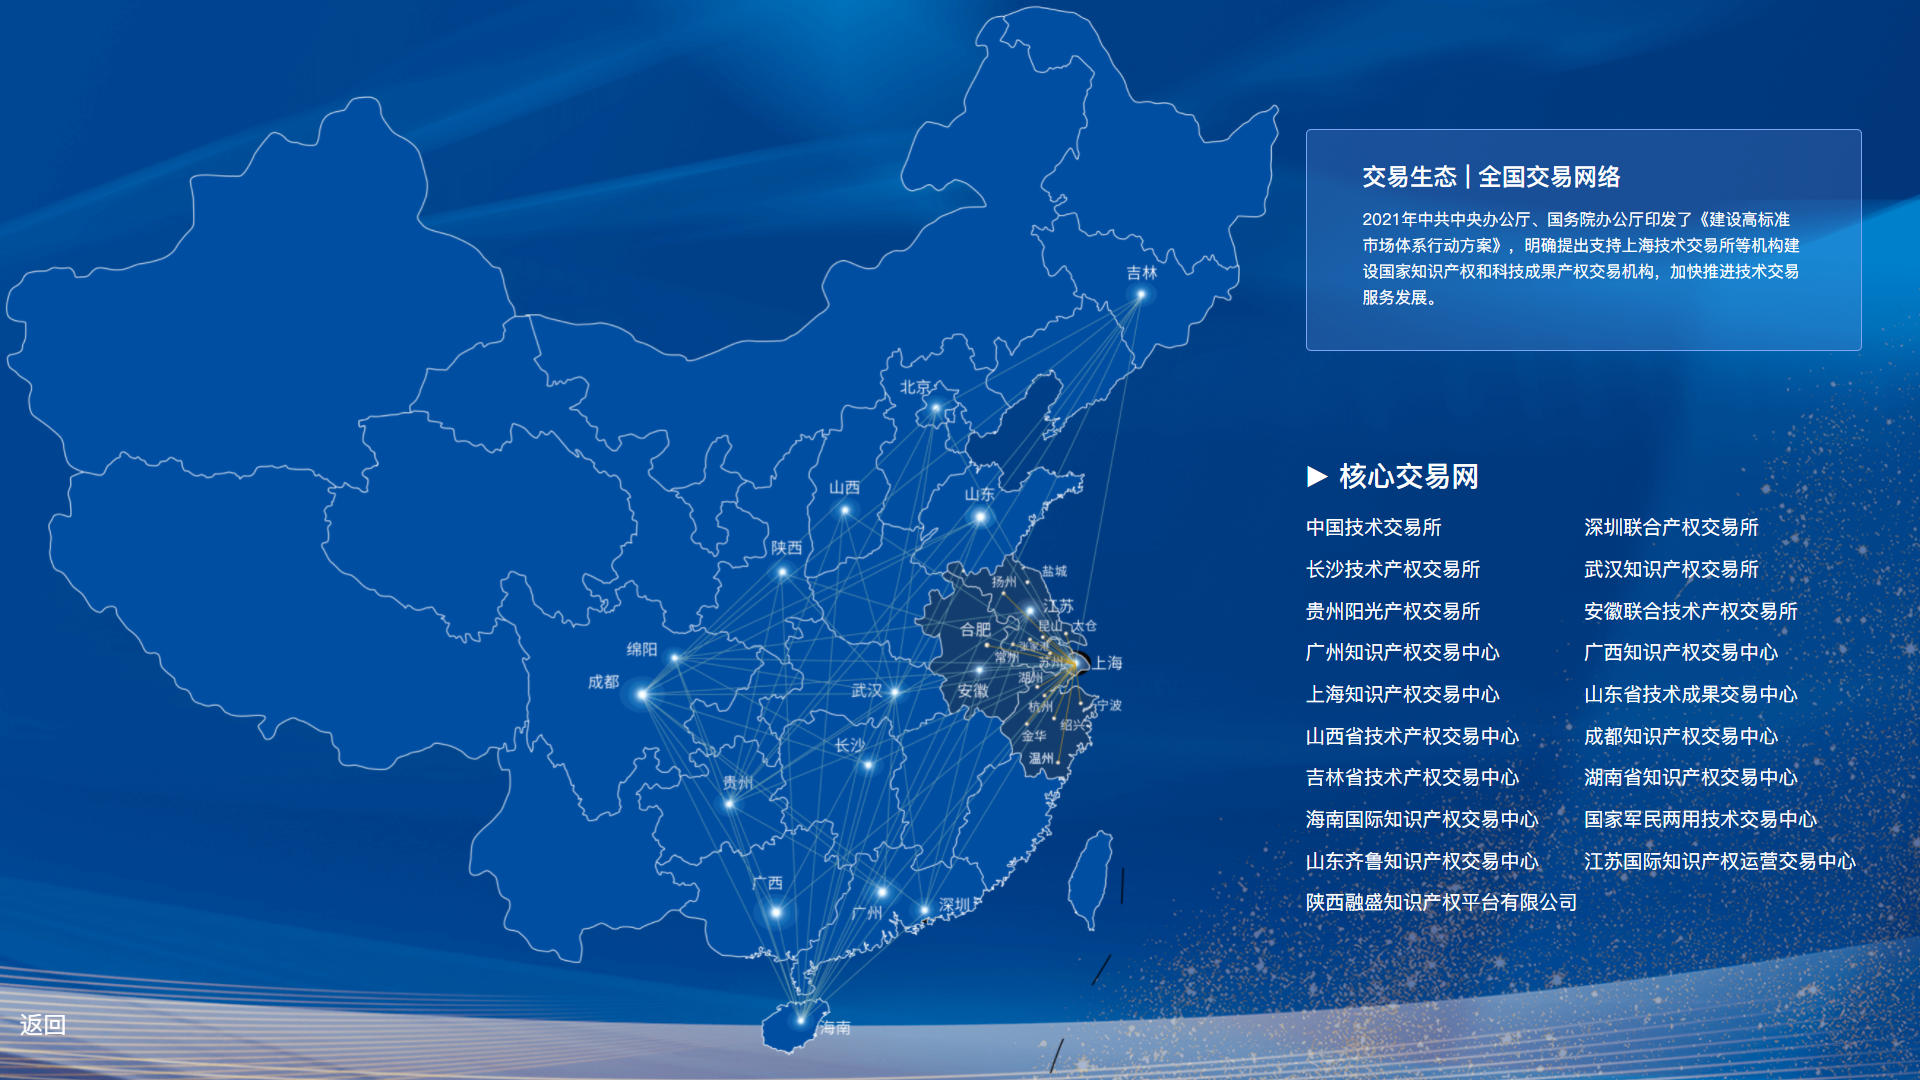 吉林
北京
山西
山东
陕西
盐城
扬州
江苏
昆山
太仓
合肥
张家港
常州
苏州
上海
绵阳
成都
湖州
武汉
安徽
杭州
宁波
绍兴
金华
长沙
温州
贵州
广西
广州
深圳
海南
返回
交易生态 | 全国交易网络
2021年中共中央办公厅、国务院办公厅印发了《建设高标准
市场体系行动方案》，明确提出支持上海技术交易所等机构建
设国家知识产权和科技成果产权交易机构，加快推进技术交易
服务发展。
▶ 核心交易网
中国技术交易所
深圳联合产权交易所
长沙技术产权交易所
武汉知识产权交易所
贵州阳光产权交易所
安徽联合技术产权交易所
广州知识产权交易中心
广西知识产权交易中心
上海知识产权交易中心
山东省技术成果交易中心
山西省技术产权交易中心
成都知识产权交易中心
吉林省技术产权交易中心
湖南省知识产权交易中心
海南国际知识产权交易中心
国家军民两用技术交易中心
山东齐鲁知识产权交易中心
江苏国际知识产权运营交易中心
陕西融盛知识产权平台有限公司